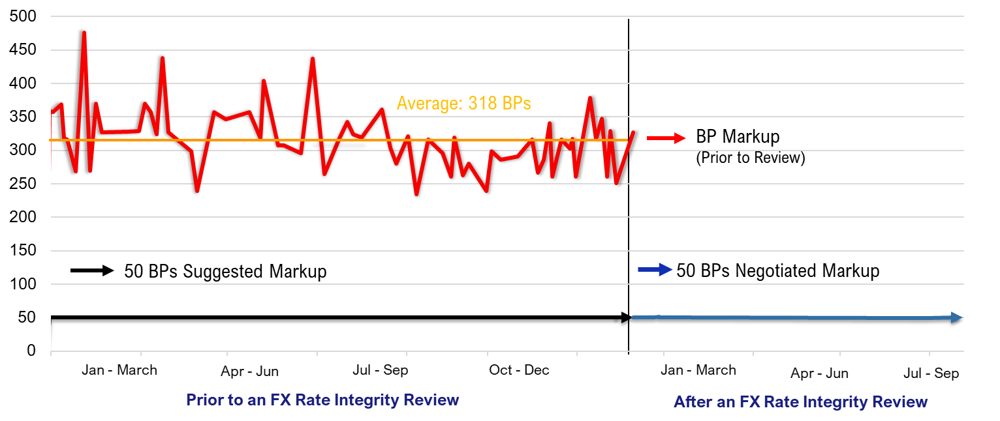 500
450
400
350
300
250
200
150
100
50
0
Average: 318 BPs
BP Markup
(Prior to Review)
50 BPs Suggested Markup
50 BPs Negotiated Markup
Jan - March
Apr - Jun
Jul - Sep
Oct - Dec
Jan - March
Apr - Jun
Jul - Sep
Prior to an FX Rate Integrity Review
After an FX Rate Integrity Review